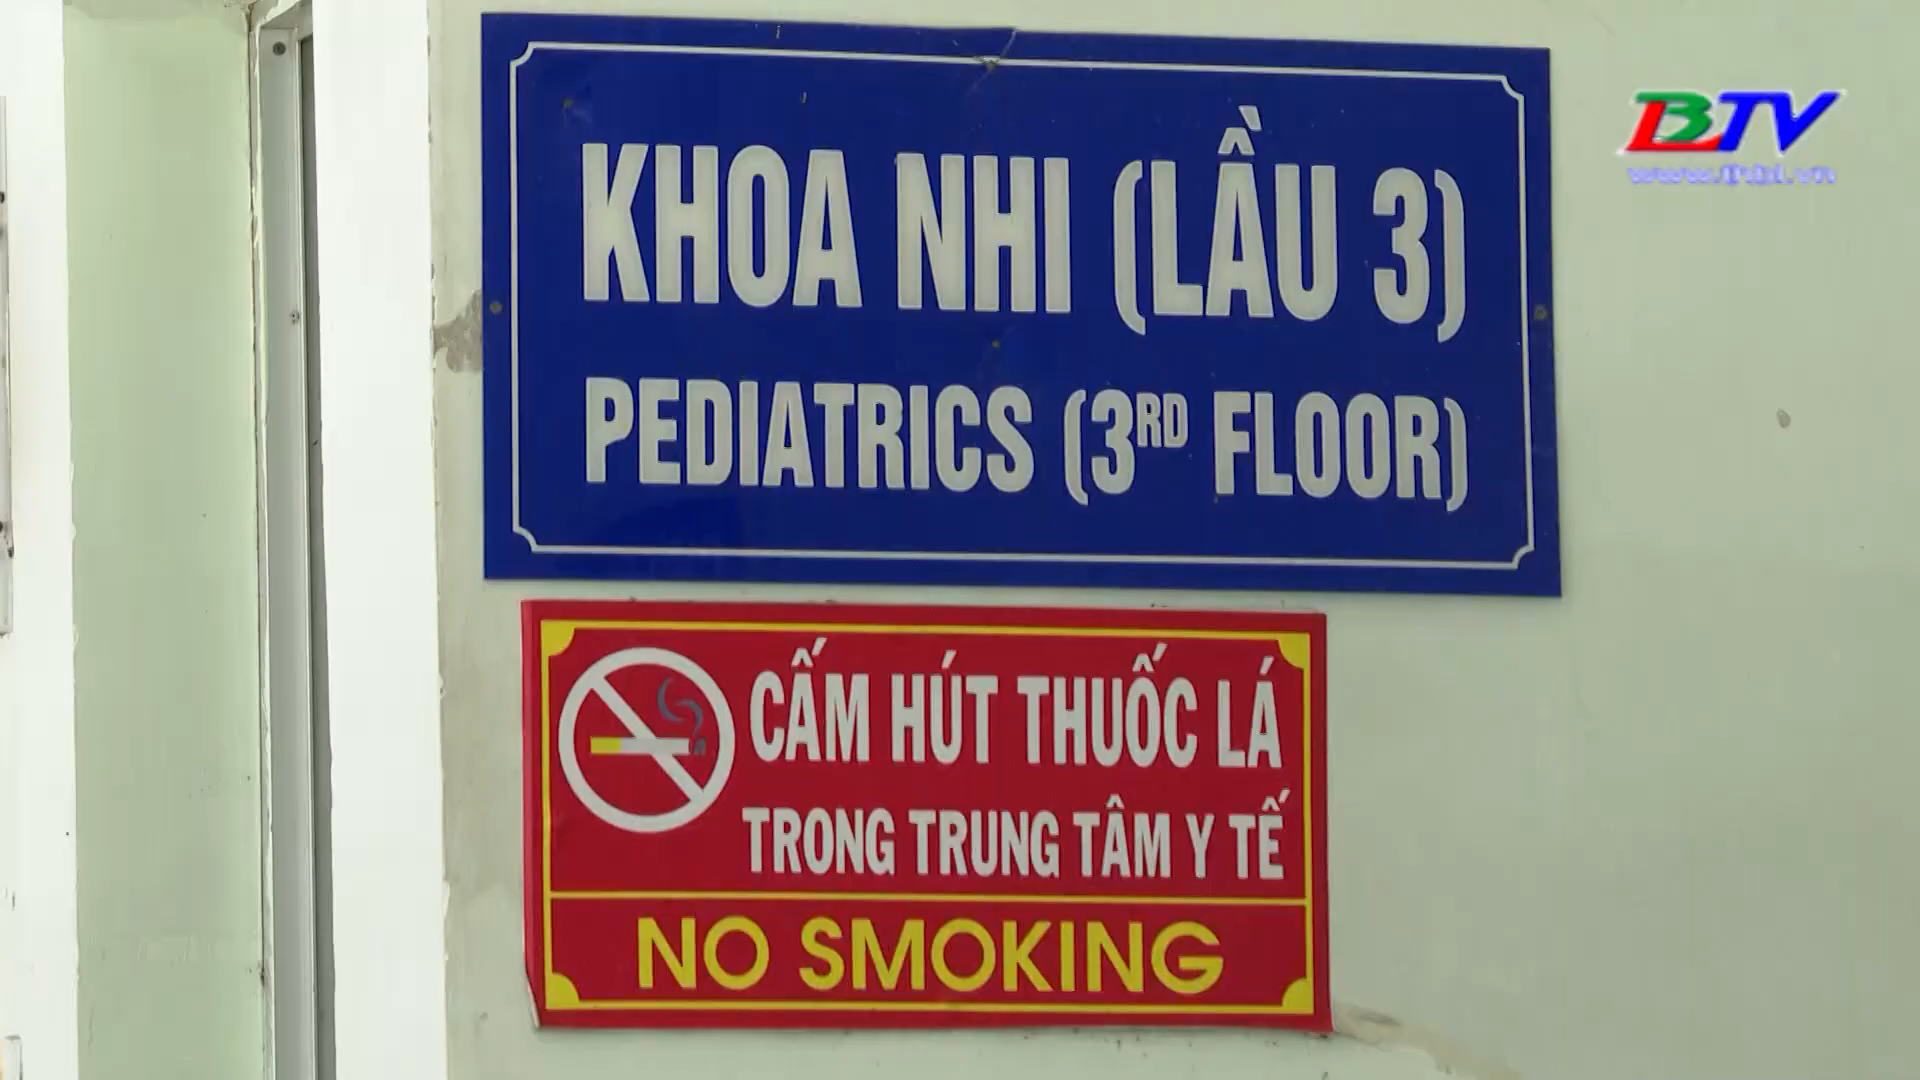 BTV
KHOA NHI (LẦU 3)
PEDIATRICS (3RD FLOOR)
CẤM HÚT THUỐC LÁ
TRONG TRUNG TÂM Y TẾ
NO SMOKING